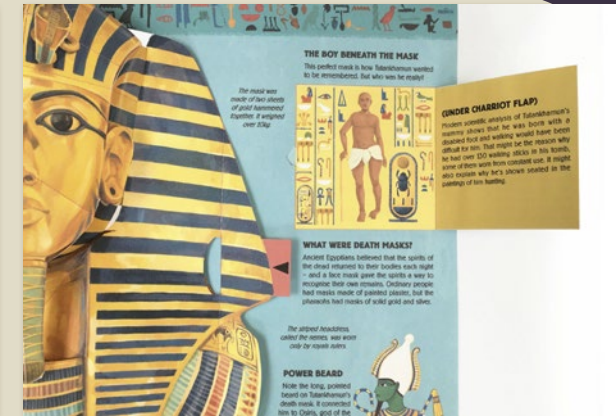 THE BOY BENEATH THE MASK
This perfect mask is how Tutankhamun wanted
to be remembered. But who was he really?
The mask was
made of two sheets
of gold hammered
together. It weighed
over 10kg.
(UNDER CHARRIOT FLAP)
Modern scientific analysis of Tutankhamun's
mummy shows that he was born with a
disabled foot and walking would have been
difficult for him. That might be the reason why
he had over 130 walking sticks in his tomb,
some of them worn from constant use. It might
also explain why he's shown seated in the
paintings of him hunting.
WHAT WERE DEATH MASKS?
Ancient Egyptians believed that the spirits of
the dead returned to their bodies each night
– and a face mask gave the spirits a way to
recognise their own remains. Ordinary people
had masks made of painted plaster, but the
pharaohs had masks of solid gold and silver.
The striped headdress,
called the nemes, was worn
only by royals rulers.
POWER BEARD
Note the long, pointed
beard on Tutankhamun's
death mask. It connected
him to Osiris, god of the